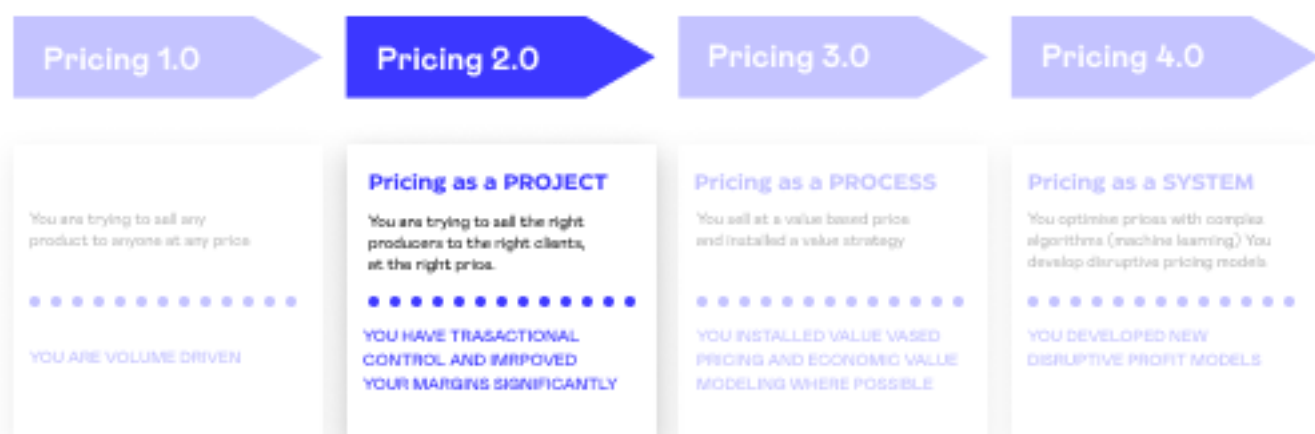 Pricing 1.0
Pricing 2.0
Pricing 3.0
Pricing 4.0
You are trying to sell any
product to anyone at any price
YOU ARE VOLUME DRIVEN
Pricing as a PROJECT
You are trying to sell the right
producers to the right clients,
at the right price.
YOU HAVE TRASACTIONAL
CONTROL AND IMRPOVED
YOUR MARGINS SIGNIFICANTLY
Pricing as a PROCESS
You sell at a value based price
and installed a value strategy
YOU INSTALLED VALUE VASED
PRICING AND ECONOMIC VALUE
MODELING WHERE POSSIBLE
Pricing as a SYSTEM
You optimise prices with complex
algorithms (machine learning) You
develop disruptive pricing models
YOU DEVELOPED NEW
DISRUPTIVE PROFIT MODELS